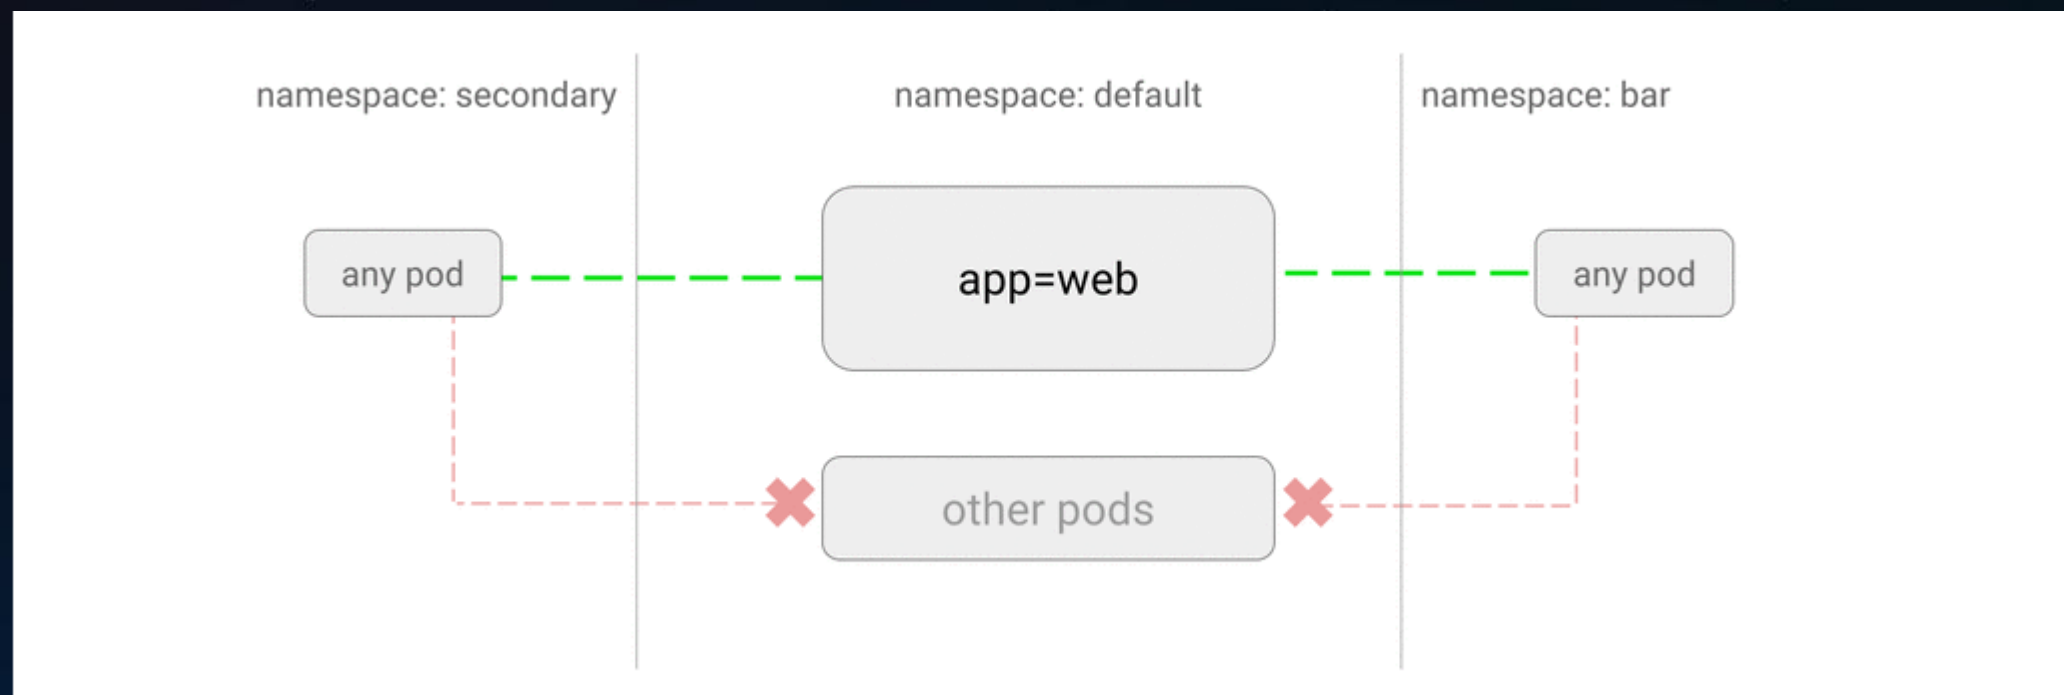 namespace: secondary
namespace: default
namespace: bar
any pod
app=web
any pod
other pods